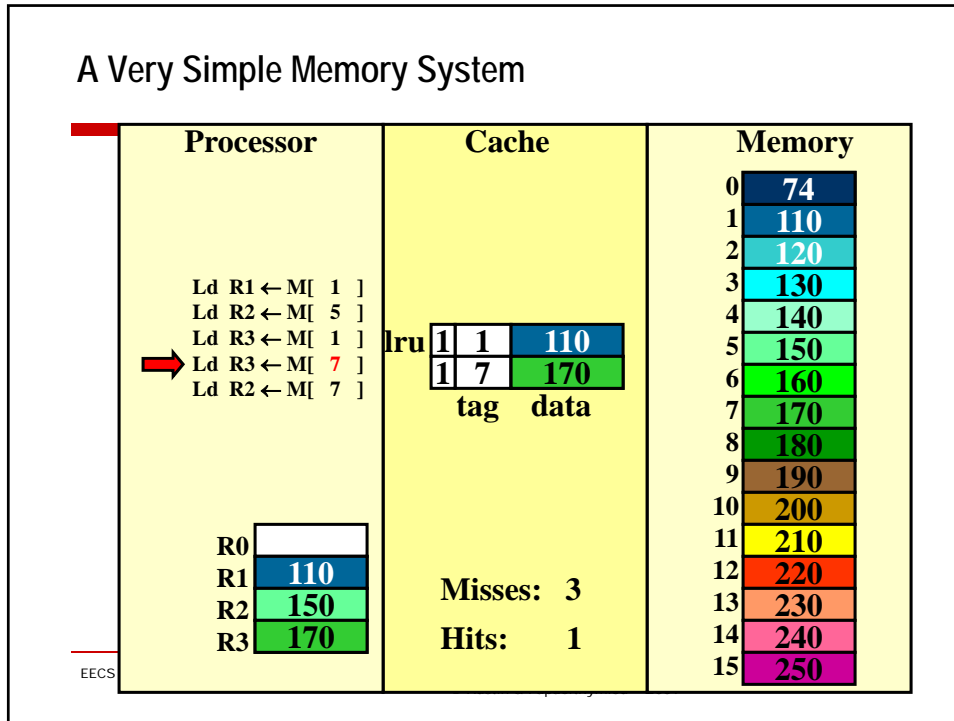 A Very Simple Memory System
Processor
Cache
Memory
Ld R1 ← M[ 1 ]
Ld R2 ← M[ 5 ]
Ld R3 ← M[ 1 ]
Ld R3 ← M[ 7 ]
Ld R2 ← M[ 7 ]
lru 1 1 110
1 7 170
tag data
R0
R1 110
R2 150
R3 170
Misses: 3
Hits: 1
0 74
1 110
2 120
3 130
4 140
5 150
6 160
7 170
8 180
9 190
10 200
11 210
12 220
13 230
14 240
15 250
EECS